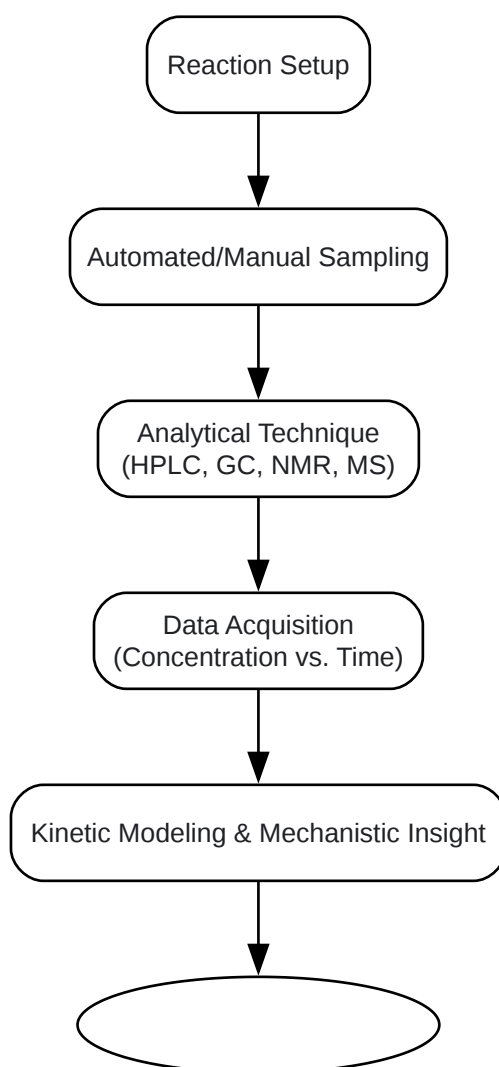 Reaction Setup
Automated/Manual Sampling
Analytical Technique
(HPLC, GC, NMR, MS)
Data Acquisition
(Concentration vs. Time)
Kinetic Modeling & Mechanistic Insight